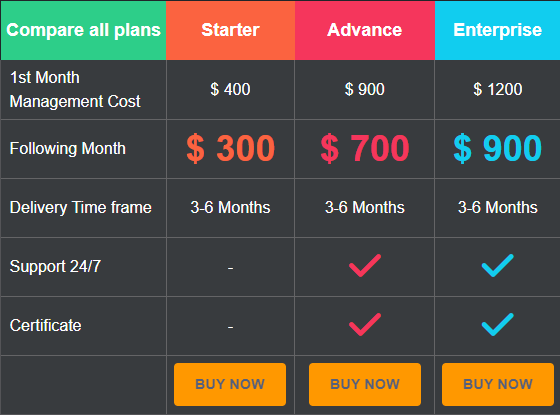 Compare all plans Starter Advance Enterprise
1st Month
Management Cost $ 400 $ 900 $ 1200
Following Month $ 300 $ 700 $ 900
Delivery Time frame 3-6 Months 3-6 Months 3-6 Months
Support 24/7 -
Certificate -
BUY NOW BUY NOW BUY NOW